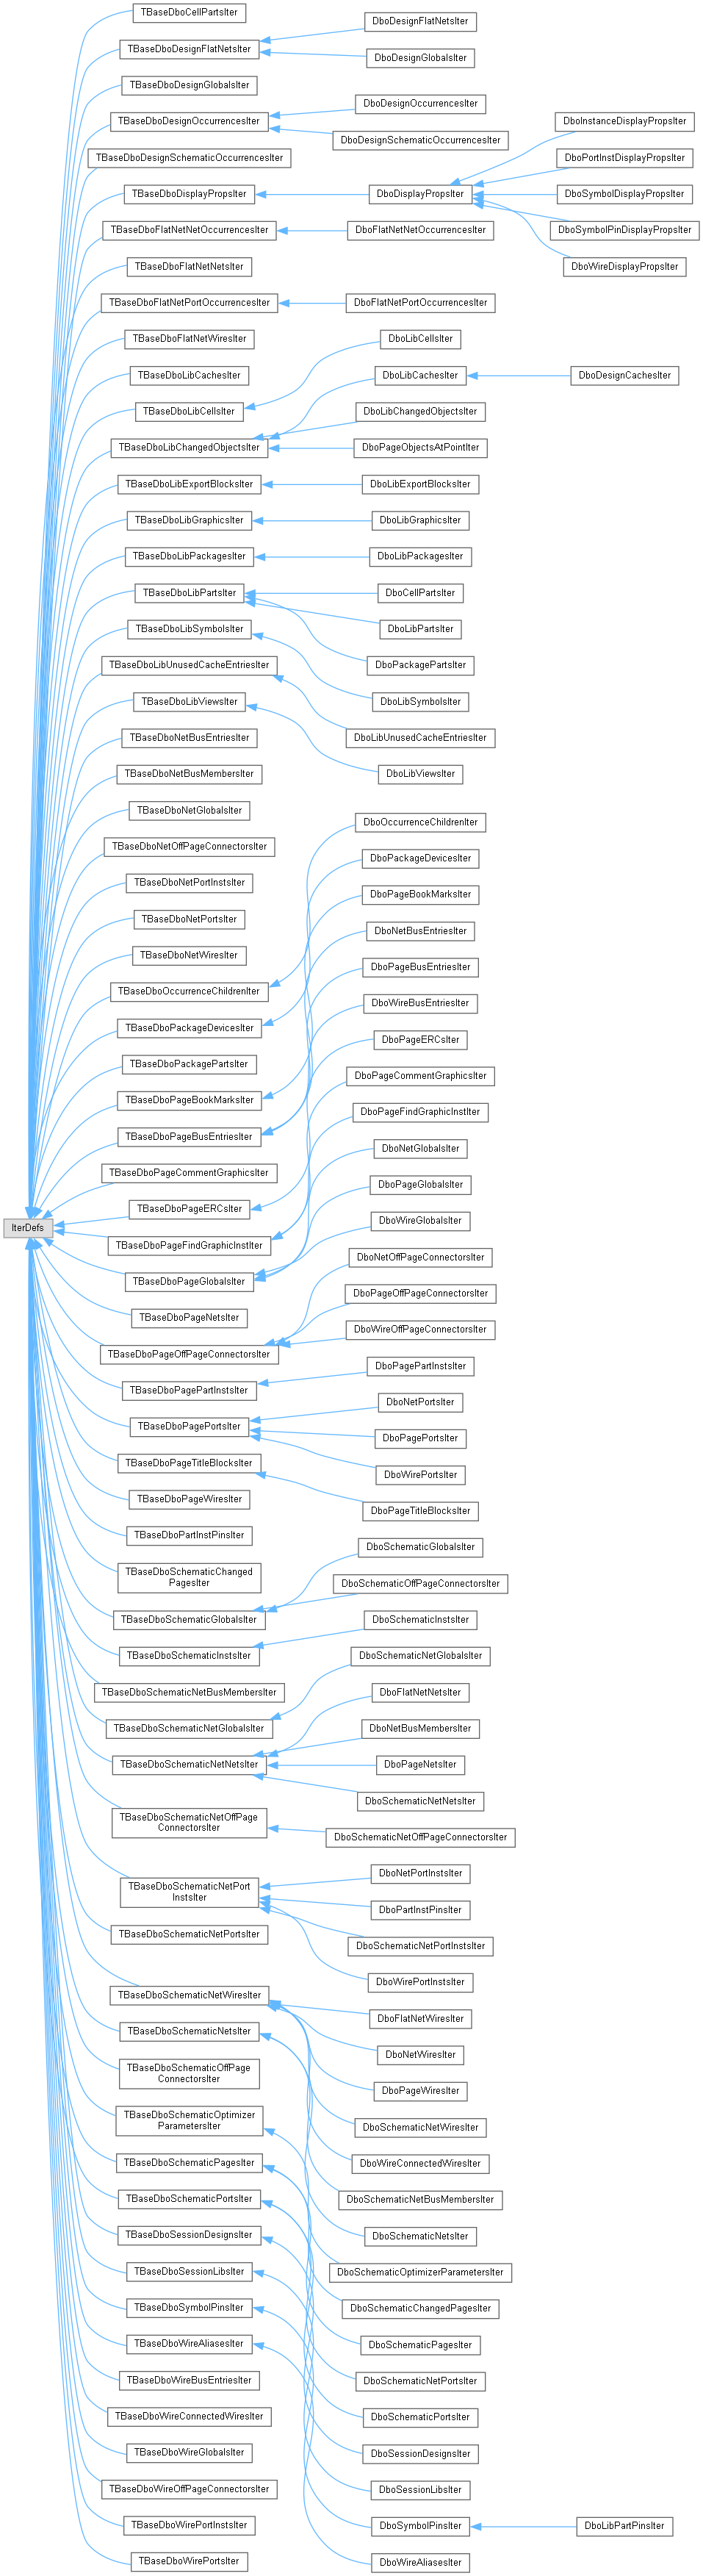 TBaseDboCellPartsIter
DboDesignFlatNetsIter
TBaseDboDesignFlatNetsIter
DboDesignGlobalsIter
TBaseDboDesignGlobalsIter
DboDesignOccurrencesIter
TBaseDboDesignOccurrencesIter
DboInstanceDisplayPropsIter
DboDesignSchematicOccurrencesIter
TBaseDboDesignSchematicOccurrencesIter
DboPortInstDisplayPropsIter
TBaseDboDisplayPropsIter
DboDisplayPropsIter
DboSymbolDisplayPropsIter
TBaseDboFlatNetNetOccurrencesIter
DboFlatNetNetOccurrencesIter
DboSymbolPinDisplayPropsIter
TBaseDboFlatNetNetsIter
DboWireDisplayPropsIter
TBaseDboFlatNetPortOccurrencesIter
DboFlatNetPortOccurrencesIter
TBaseDboFlatNetWiresIter
DboLibCellsIter
TBaseDboLibCachesIter
DboLibCachesIter
DboDesignCachesIter
TBaseDboLibCellsIter
DboLibChangedObjectsIter
TBaseDboLibChangedObjectsIter
DboPageObjectsAtPointIter
TBaseDboLibExportBlocksIter
DboLibExportBlocksIter
TBaseDboLibGraphicsIter
DboLibGraphicsIter
TBaseDboLibPackagesIter
DboLibPackagesIter
TBaseDboLibPartsIter
DboCellPartsIter
TBaseDboLibSymbolsIter
DboLibPartsIter
TBaseDboLibUnusedCacheEntriesIter
DboPackagePartsIter
TBaseDboLibViewsIter
DboLibSymbolsIter
TBaseDboNetBusEntriesIter
DboLibUnusedCacheEntriesIter
TBaseDboNetBusMembersIter
DboLibViewsIter
TBaseDboNetGlobalsIter
DboOccurrenceChildrenIter
TBaseDboNetOffPageConnectorsIter
DboPackageDevicesIter
TBaseDboNetPortInstsIter
DboPageBookMarksIter
TBaseDboNetPortsIter
DboNetBusEntriesIter
TBaseDboNetWiresIter
DboPageBusEntriesIter
TBaseDboOccurrenceChildrenIter
DboWireBusEntriesIter
TBaseDboPackageDevicesIter
DboPageERCsIter
TBaseDboPackagePartsIter
DboPageCommentGraphicsIter
TBaseDboPageBookMarksIter
DboPageFindGraphicInstIter
TBaseDboPageBusEntriesIter
DboNetGlobalsIter
TBaseDboPageCommentGraphicsIter
DboPageGlobalsIter
TBaseDboPageERCsIter
DboWireGlobalsIter
IterDefs
TBaseDboPageFindGraphicInstIter
DboNetOffPageConnectorsIter
TBaseDboPageGlobalsIter
DboPageOffPageConnectorsIter
TBaseDboPageNetsIter
DboWireOffPageConnectorsIter
TBaseDboPageOffPageConnectorsIter
DboPagePartInstsIter
TBaseDboPagePartInstsIter
DboNetPortsIter
TBaseDboPagePortsIter
DboPagePortsIter
TBaseDboPageTitleBlocksIter
DboWirePortsIter
TBaseDboPageWiresIter
DboPageTitleBlocksIter
TBaseDboPartInstPinsIter
DboSchematicGlobalsIter
TBaseDboSchematicChanged
PagesIter
DboSchematicOffPageConnectorsIter
TBaseDboSchematicGlobalsIter
DboSchematicInstsIter
TBaseDboSchematicInstsIter
DboSchematicNetGlobalsIter
TBaseDboSchematicNetBusMembersIter
DboFlatNetNetsIter
TBaseDboSchematicNetGlobalsIter
DboNetBusMembersIter
TBaseDboSchematicNetNetsIter
DboPageNetsIter
DboSchematicNetNetsIter
TBaseDboSchematicNetOffPage
ConnectorsIter
DboSchematicNetOffPageConnectorsIter
DboNetPortInstsIter
TBaseDboSchematicNetPort
InstsIter
DboPartInstPinsIter
TBaseDboSchematicNetPortsIter
DboSchematicNetPortInstsIter
DboWirePortInstsIter
TBaseDboSchematicNetWiresIter
DboFlatNetWiresIter
TBaseDboSchematicNetsIter
DboNetWiresIter
TBaseDboSchematicOffPage
ConnectorsIter
DboPageWiresIter
TBaseDboSchematicOptimizer
ParametersIter
DboSchematicNetWiresIter
TBaseDboSchematicPagesIter
DboWireConnectedWiresIter
TBaseDboSchematicPortsIter
DboSchematicNetBusMembersIter
TBaseDboSessionDesignsIter
DboSchematicNetsIter
TBaseDboSessionLibsIter
DboSchematicOptimizerParametersIter
TBaseDboSymbolPinsIter
DboSchematicChangedPagesIter
TBaseDboWireAliasesIter
DboSchematicPagesIter
TBaseDboWireBusEntriesIter
DboSchematicNetPortsIter
TBaseDboWireConnectedWiresIter
DboSchematicPortsIter
TBaseDboWireGlobalsIter
DboSessionDesignsIter
TBaseDboWireOffPageConnectorsIter
DboSessionLibsIter
TBaseDboWirePortInstsIter
DboSymbolPinsIter
DboLibPartPinsIter
TBaseDboWirePortsIter
DboWireAliasesIter